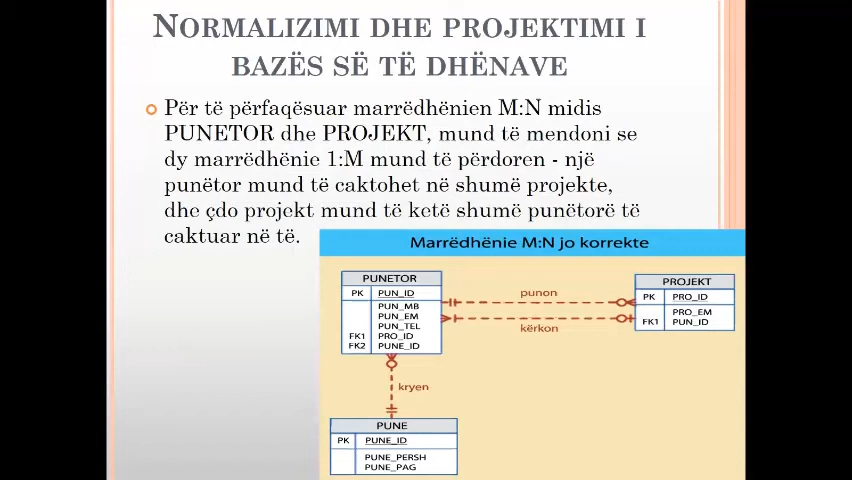 NORMALIZIMI DHE PROJEKTIMI I
BAZËS SË TË DHËNAVE
Për të përfaqësuar marrëdhënien M:N midis
PUNETOR dhe PROJEKT, mund të mendoni se
dy marrëdhënie 1:M mund të përdoren - një
punëtor mund të caktohet në shumë projekte,
dhe çdo projekt mund të ketë shumë punëtorë të
caktuar në të.
Marrëdhënie M:N jo korrekte
PUNETOR
PK PUN_ID
PUN_MB
PUN_EM
PUN_TEL
FK1 PRO_ID
FK2 PUNE_ID
punon
kërkon
PROJEKT
PK PRO_ID
PRO_EM
FK1 PUN_ID
kryen
PUNE
PK PUNE_ID
PUNE_PERSH
PUNE_PAG